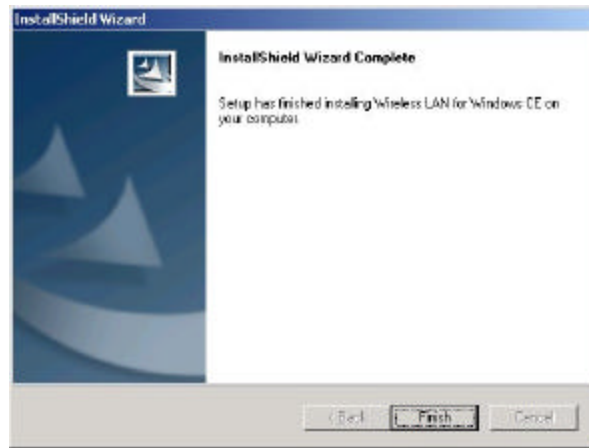 InstallShield Wizard
InstallShield Wizard Complete
Setup has finished installing Wireless LAN for Windows CE on
your computer.
< Back
Finish
Cancel